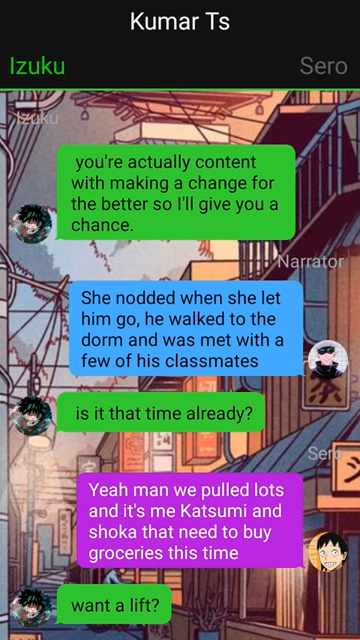 Kumar Ts
Izuku
Sero
Izuku
you're actually content
with making a change for
the better so I'll give you a
chance.
Narrator
She nodded when she let
him go, he walked to the
dorm and was met with a
few of his classmates
is it that time already?
Sero
Yeah man we pulled lots
and it's me Katsumi and
shoka that need to buy
groceries this time
want a lift?